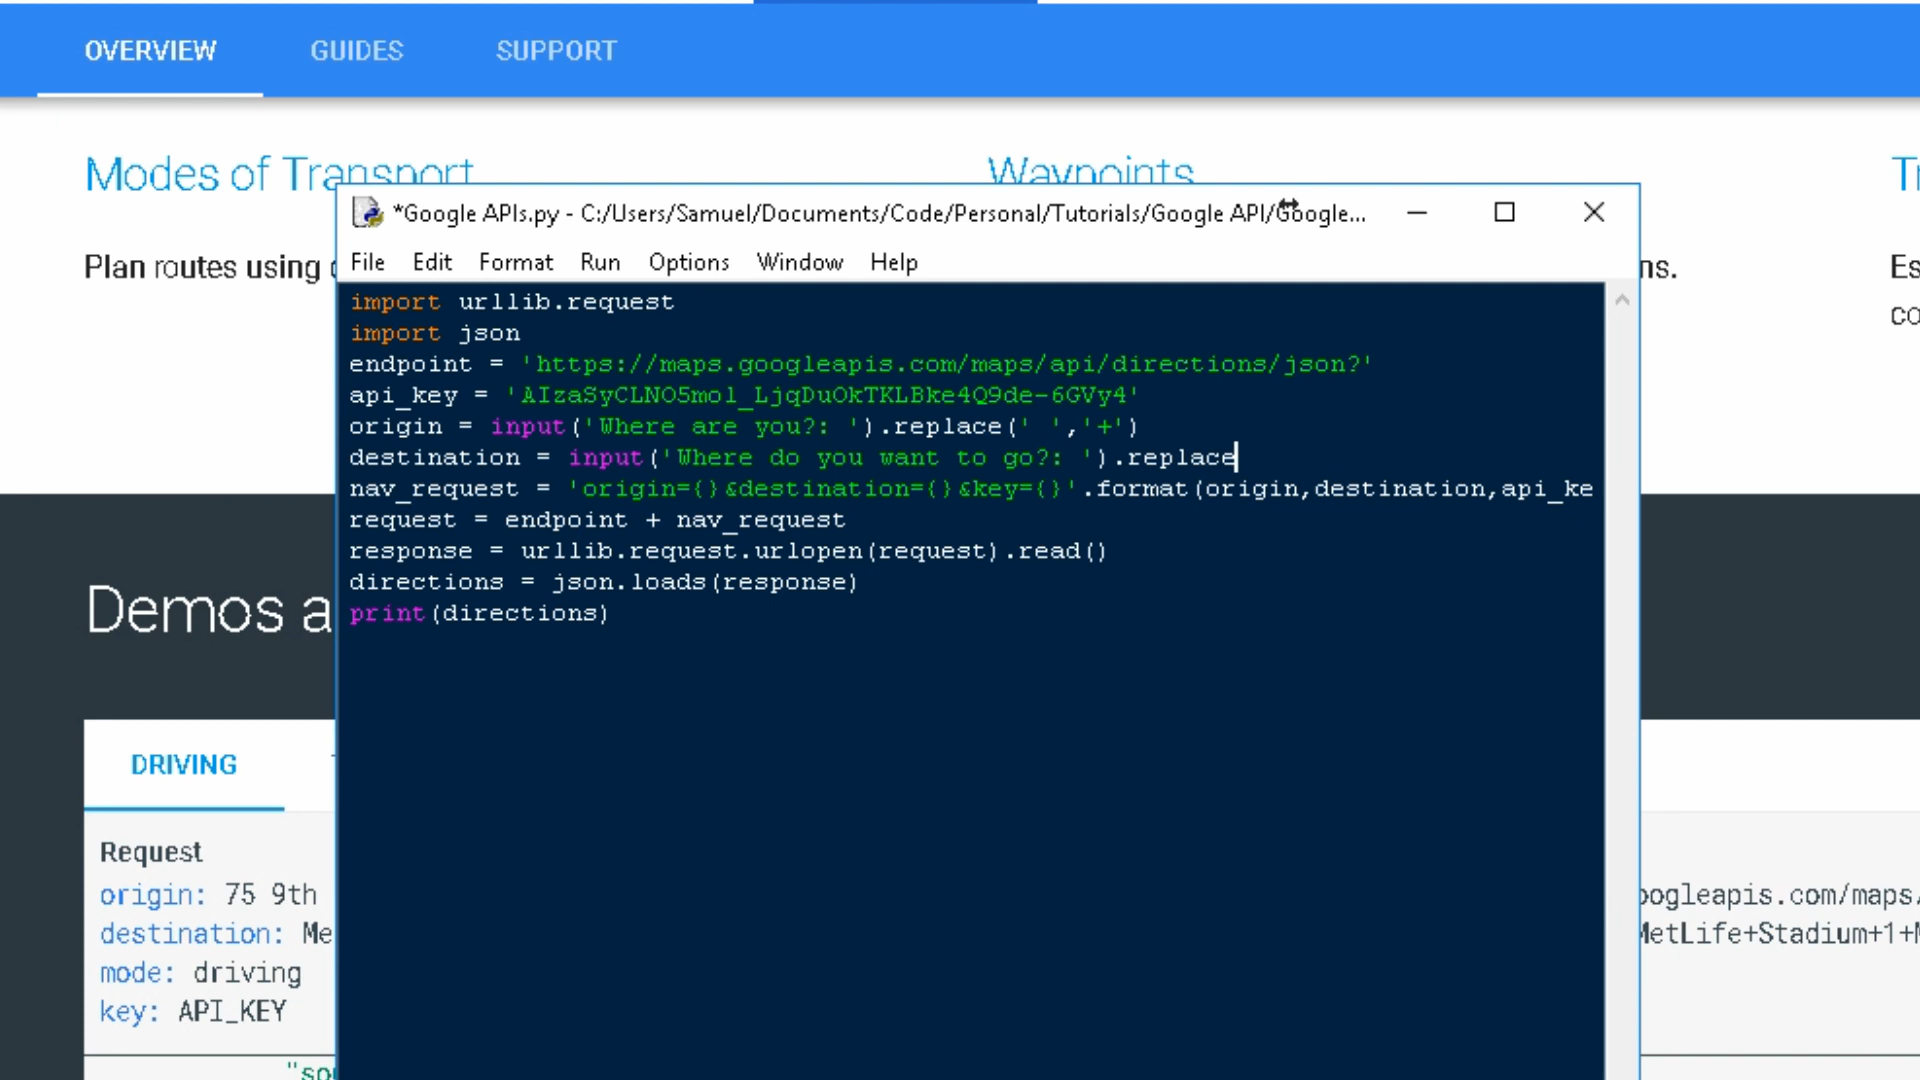 OVERVIEW GUIDES SUPPORT
Modes of Transport Waypoints
*Google APIs.py - C:/Users/Samuel/Documents/Code/Personal/Tutorials/Google API/Google...
Plan routes using
File Edit Format Run Options Window Help
import urllib.request
import json
endpoint = 'https://maps.googleapis.com/maps/api/directions/json?'
api_key = 'AIzaSyCLNO5mol_LjqDuOkTKLBke4Q9de-6GVy4'
origin = input('Where are you?: ').replace(' ','+')
destination = input('Where do you want to go?: ').replace
nav_request = 'origin={}&destination={}&key={}'.format(origin,destination,api_ke
request = endpoint + nav_request
response = urllib.request.urlopen(request).read()
directions = json.loads(response)
print(directions)
Demos a
DRIVING
Request
origin: 75 9th
oogleapis.com/maps/
destination: Me
MetLife+Stadium+1+M
mode: driving
key: API_KEY